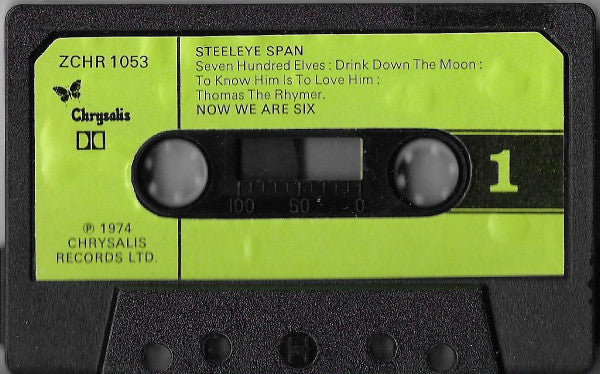 ZCHR 1053
Chrysalis
STEELEYE SPAN
Seven Hundred Elves : Drink Down The Moon :
To Know Him Is To Love Him :
Thomas The Rhymer.
NOW WE ARE SIX
1
100 50 0
℗ 1974
CHRYSALIS
RECORDS LTD.